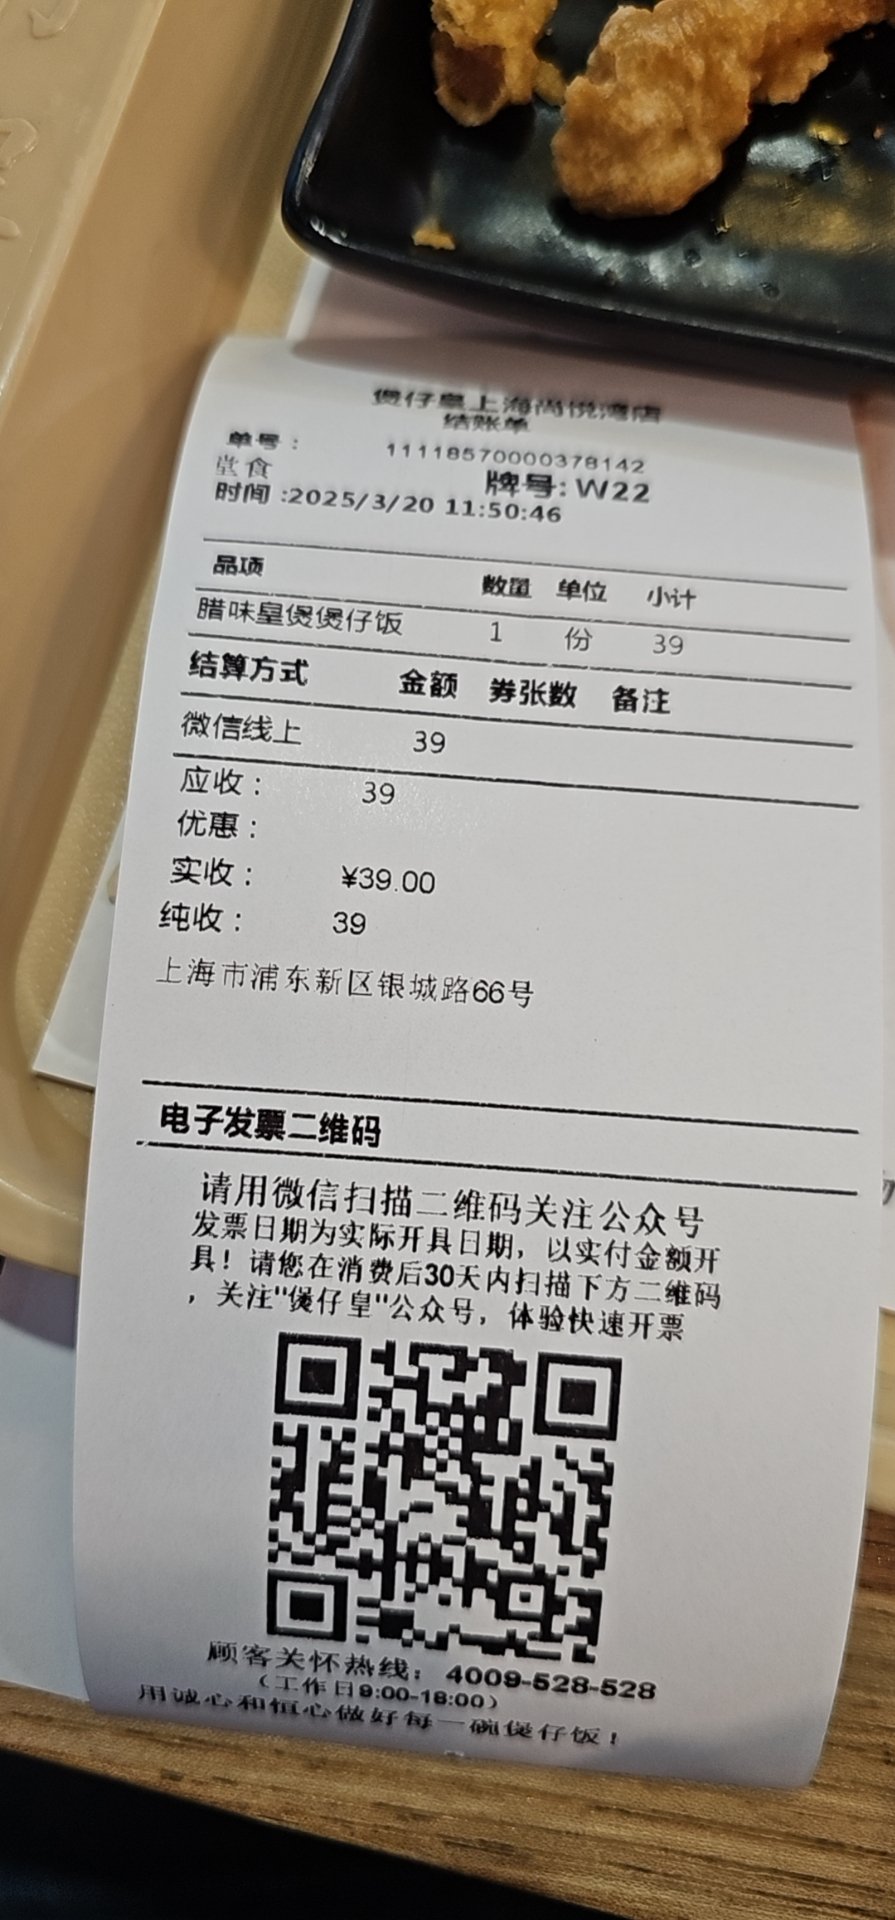 煲仔皇上海尚悦湾店
结账单
单号： 11118570000378142
堂食 牌号: W22
时间 :2025/3/20 11:50:46
品项 数量 单位 小计
腊味皇煲煲仔饭 1 份 39
结算方式 金额 券张数 备注
微信线上 39
应收： 39
优惠：
实收： ¥39.00
纯收： 39
上海市浦东新区银城路66号
电子发票二维码
请用微信扫描二维码关注公众号
发票日期为实际开具日期，以实付金额开
具！请您在消费后30天内扫描下方二维码
，关注"煲仔皇"公众号，体验快速开票
顾客关怀热线：4009-528-528
（工作日9:00-18:00）
用诚心和恒心做好每一碗煲仔饭！